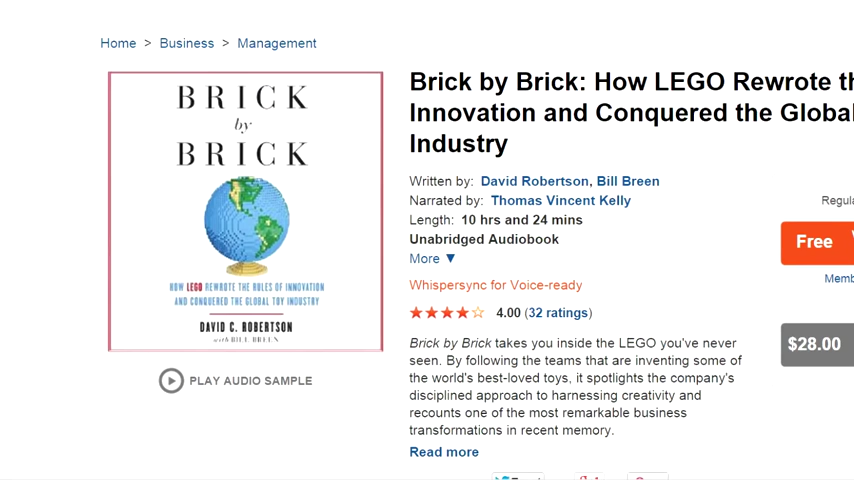 Home > Business > Management
BRICK
by
BRICK
HOW LEGO REWROTE THE RULES OF INNOVATION
AND CONQUERED THE GLOBAL TOY INDUSTRY
DAVID C. ROBERTSON
with BILL BREEN
PLAY AUDIO SAMPLE
Brick by Brick: How LEGO Rewrote th
Innovation and Conquered the Global
Industry
Written by: David Robertson, Bill Breen
Narrated by: Thomas Vincent Kelly
Length: 10 hrs and 24 mins
Unabridged Audiobook
More ▼
Whispersync for Voice-ready
4.00 (32 ratings)
Brick by Brick takes you inside the LEGO you've never
seen. By following the teams that are inventing some of
the world's best-loved toys, it spotlights the company's
disciplined approach to harnessing creativity and
recounts one of the most remarkable business
transformations in recent memory.
Read more
Regula
Free
Memb
$28.00